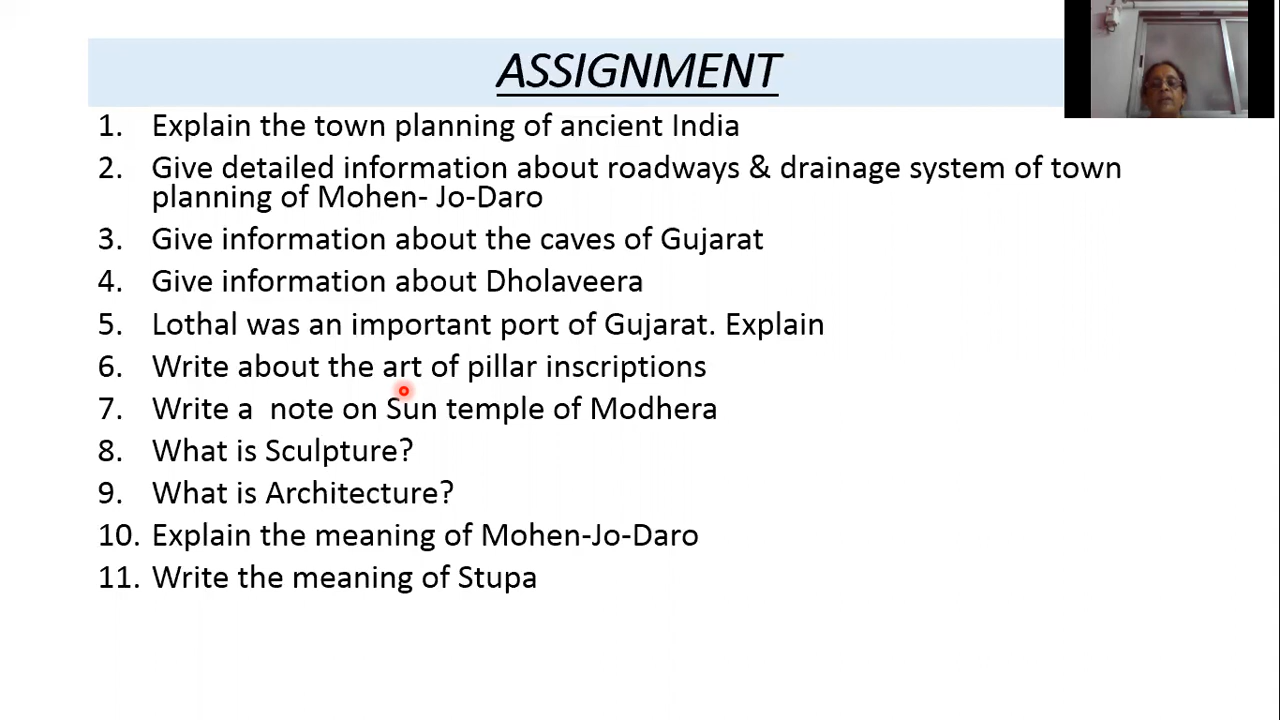 ASSIGNMENT
1. Explain the town planning of ancient India
2. Give detailed information about roadways & drainage system of town
planning of Mohen- Jo-Daro
3. Give information about the caves of Gujarat
4. Give information about Dholaveera
5. Lothal was an important port of Gujarat. Explain
6. Write about the art of pillar inscriptions
7. Write a  note on Sun temple of Modhera
8. What is Sculpture?
9. What is Architecture?
10. Explain the meaning of Mohen-Jo-Daro
11. Write the meaning of Stupa